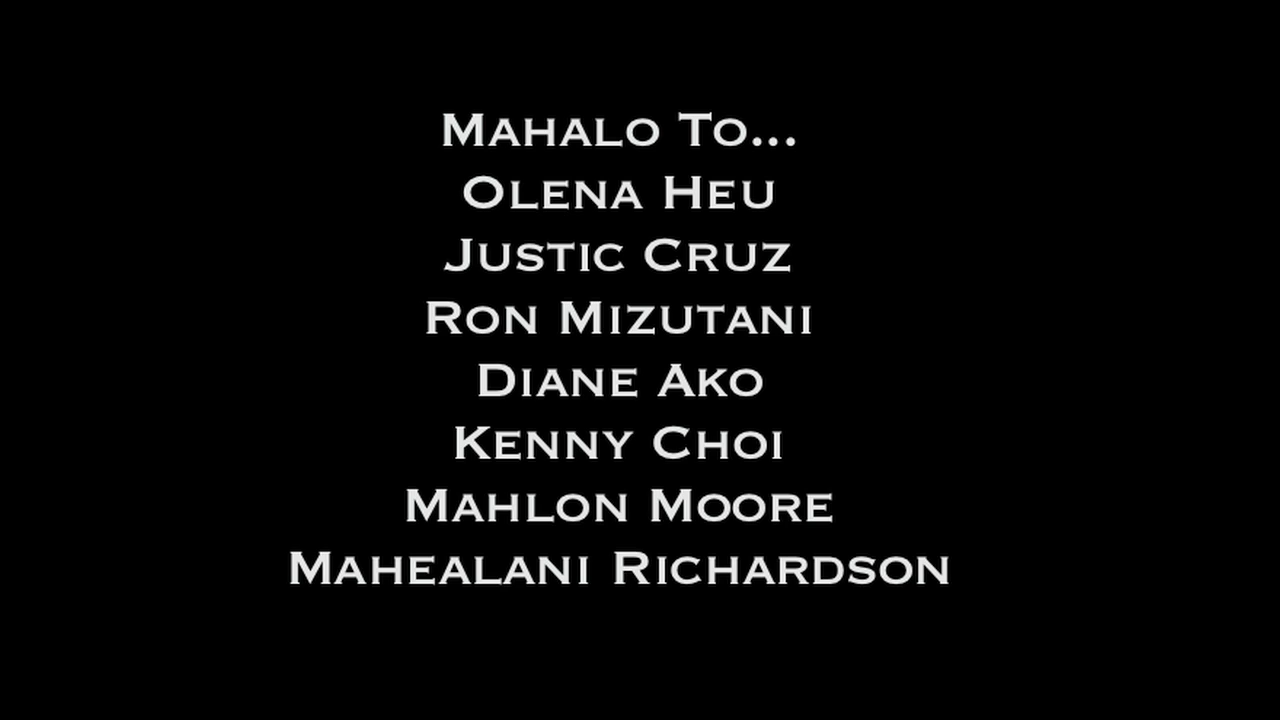 Mahalo To...
Olena Heu
Justic Cruz
Ron Mizutani
Diane Ako
Kenny Choi
Mahlon Moore
Mahealani Richardson